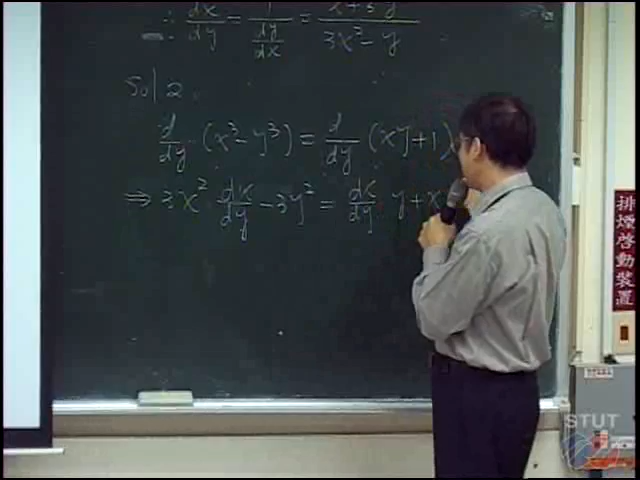 ∴ dx/dy = 1/(dy/dx) = (x+3y²)/(3x²-y)
Sol 2
d/dy (x³-y³) = d/dy (xy+1)
⇒ 3x² dx/dy -3y² = dx/dy y+x
排煙啓動裝置
STUT